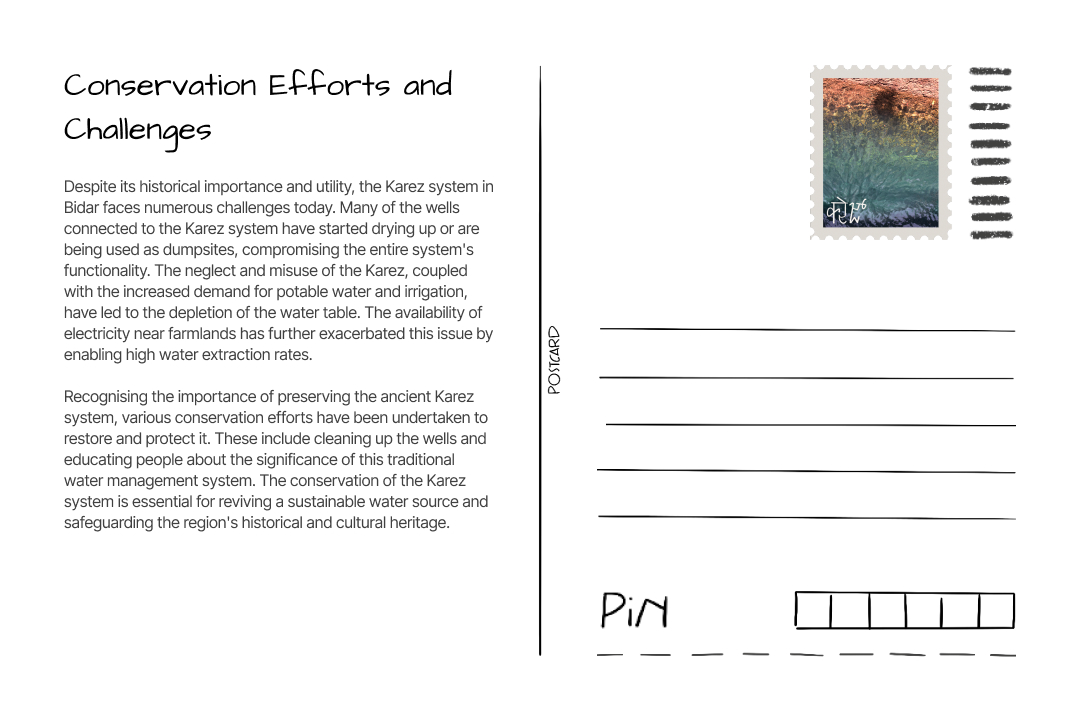 Conservation Efforts and
Challenges
Despite its historical importance and utility, the Karez system in
Bidar faces numerous challenges today. Many of the wells
connected to the Karez system have started drying up or are
being used as dumpsites, compromising the entire system's
functionality. The neglect and misuse of the Karez, coupled
with the increased demand for potable water and irrigation,
have led to the depletion of the water table. The availability of
electricity near farmlands has further exacerbated this issue by
enabling high water extraction rates.
Recognising the importance of preserving the ancient Karez
system, various conservation efforts have been undertaken to
restore and protect it. These include cleaning up the wells and
educating people about the significance of this traditional
water management system. The conservation of the Karez
system is essential for reviving a sustainable water source and
safeguarding the region's historical and cultural heritage.
POSTCARD
PiN